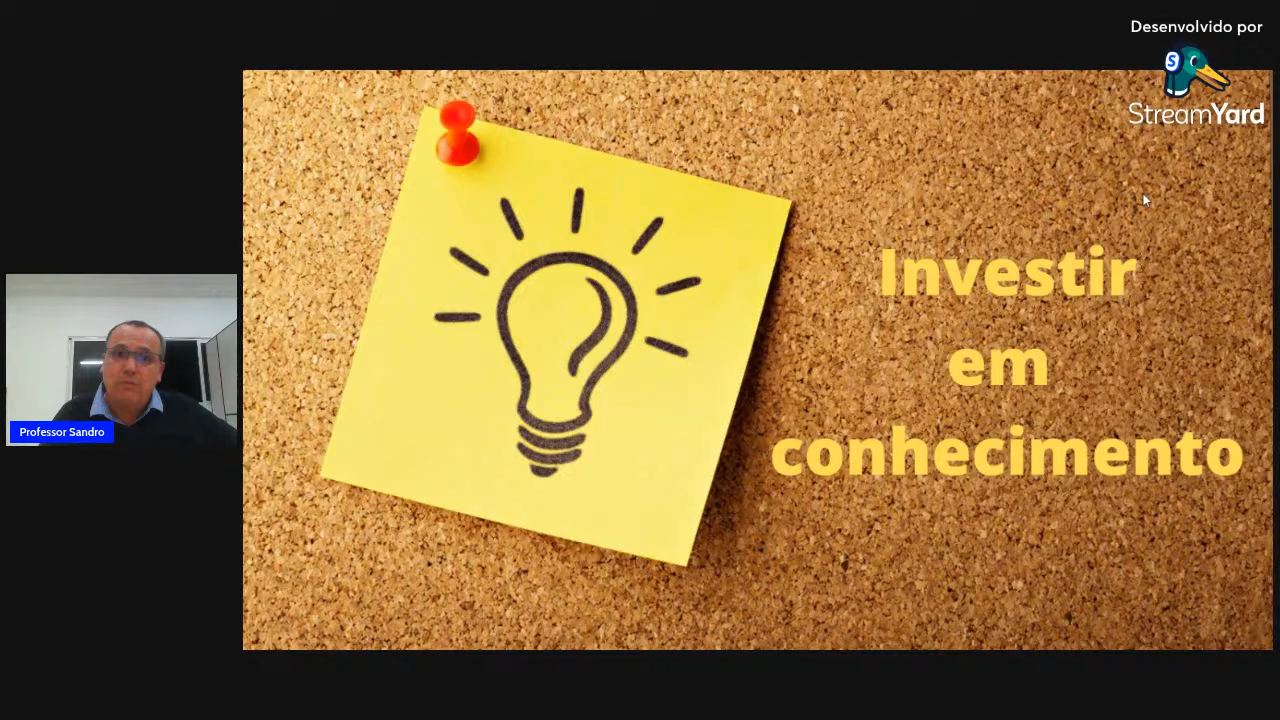 Desenvolvido por
StreamYard
Investir
em
conhecimento
Professor Sandro